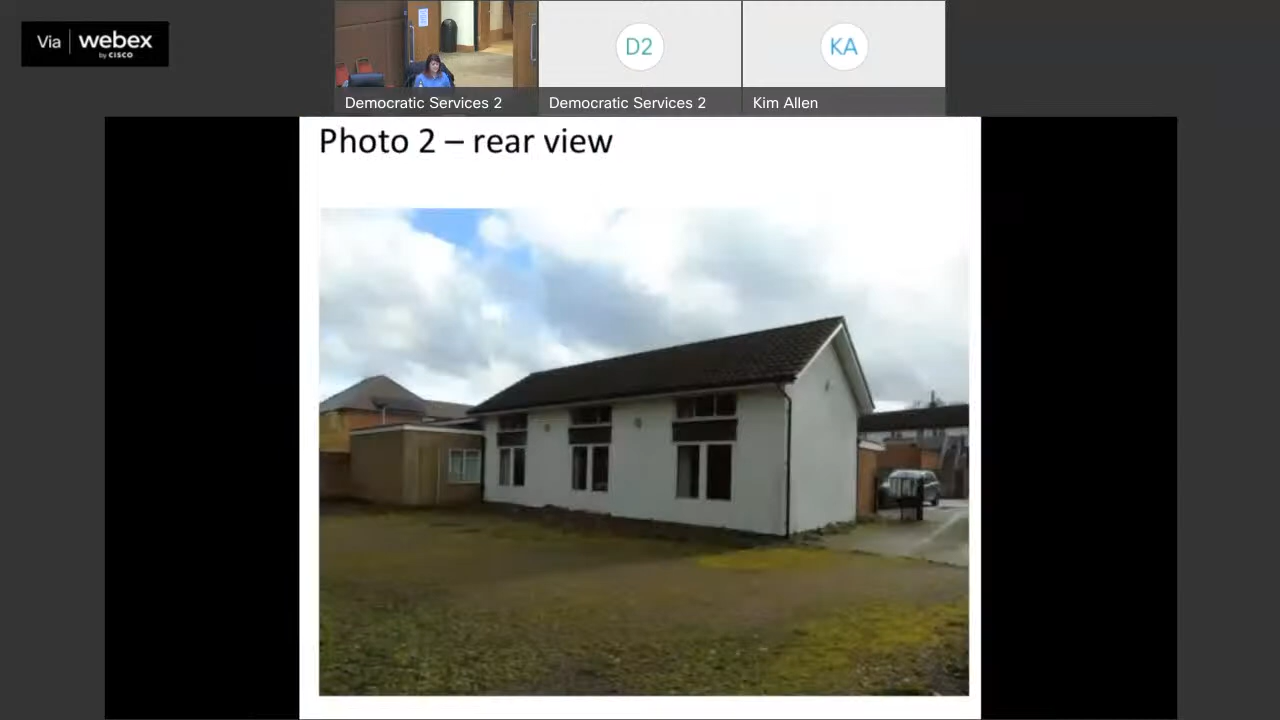 Via webex
by CISCO
Democratic Services 2
D2
Democratic Services 2
KA
Kim Allen
Photo 2 – rear view